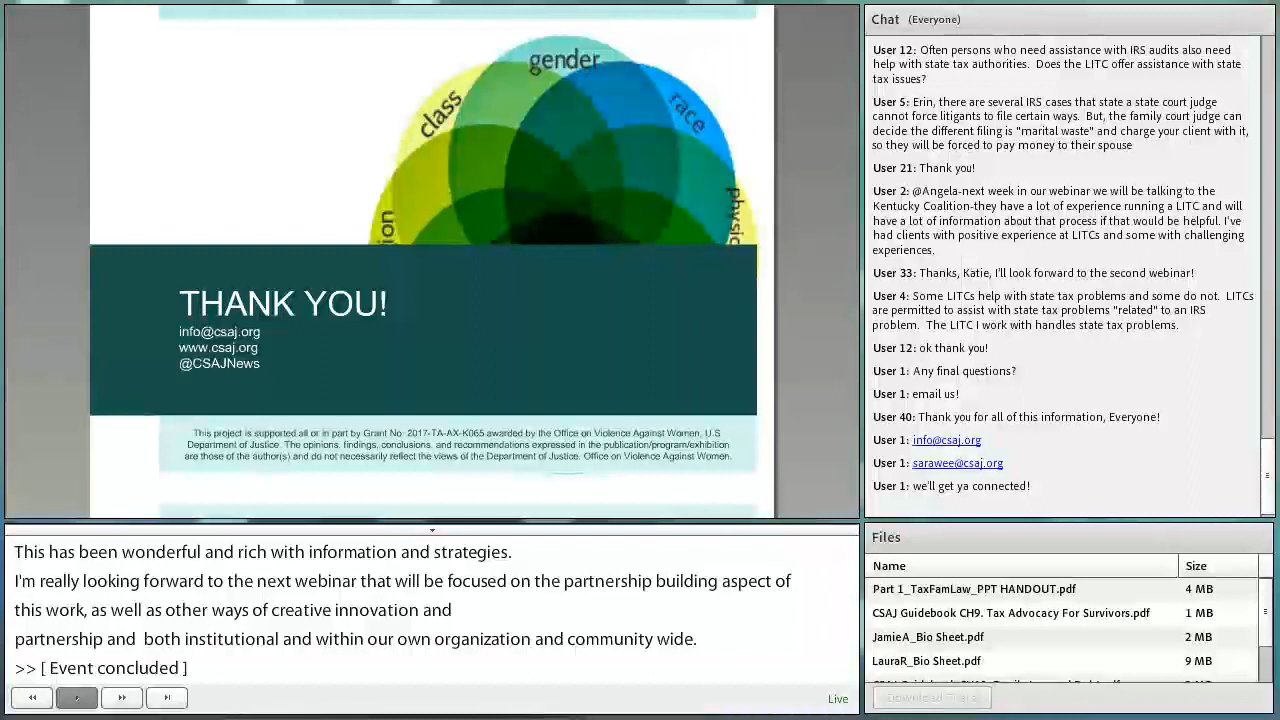 gender
class
race
THANK YOU!
info@csaj.org
www.csaj.org
@CSAJNews
This project is supported all or in part by Grant No. 2017-TA-AX-K065 awarded by the Office on Violence Against Women, U.S.
Department of Justice. The opinions, findings, conclusions, and recommendations expressed in the publication/program/exhibition
are those of the author(s) and do not necessarily reflect the views of the Department of Justice, Office on Violence Against Women.
This has been wonderful and rich with information and strategies.
I'm really looking forward to the next webinar that will be focused on the partnership building aspect of
this work, as well as other ways of creative innovation and
partnership and both institutional and within our own organization and community wide.
>> [ Event concluded ]
Live
Chat (Everyone)
User 12: Often persons who need assistance with IRS audits also need
help with state tax authorities. Does the LITC offer assistance with state
tax issues?
User 5: Erin, there are several IRS cases that state a state court judge
cannot force litigants to file certain ways. But, the family court judge can
decide the different filing is "marital waste" and charge your client with it,
so they will be forced to pay money to their spouse
User 21: Thank you!
User 2: @Angela-next week in our webinar we will be talking to the
Kentucky Coalition-they have a lot of experience running a LITC and will
have a lot of information about that process if that would be helpful. I've
had clients with positive experience at LITCs and some with challenging
experiences.
User 33: Thanks, Katie, I'll look forward to the second webinar!
User 4: Some LITCs help with state tax problems and some do not. LITCs
are permitted to assist with state tax problems "related" to an IRS
problem. The LITC I work with handles state tax problems.
User 12: ok thank you!
User 1: Any final questions?
User 1: email us!
User 40: Thank you for all of this information, Everyone!
User 1: info@csaj.org
User 1: sarawee@csaj.org
User 1: we'll get ya connected!
Files
Name Size
Part 1_TaxFamLaw_PPT HANDOUT.pdf 4 MB
CSAJ Guidebook CH9. Tax Advocacy For Survivors.pdf 1 MB
JamieA_Bio Sheet.pdf 2 MB
LauraR_Bio Sheet.pdf 9 MB